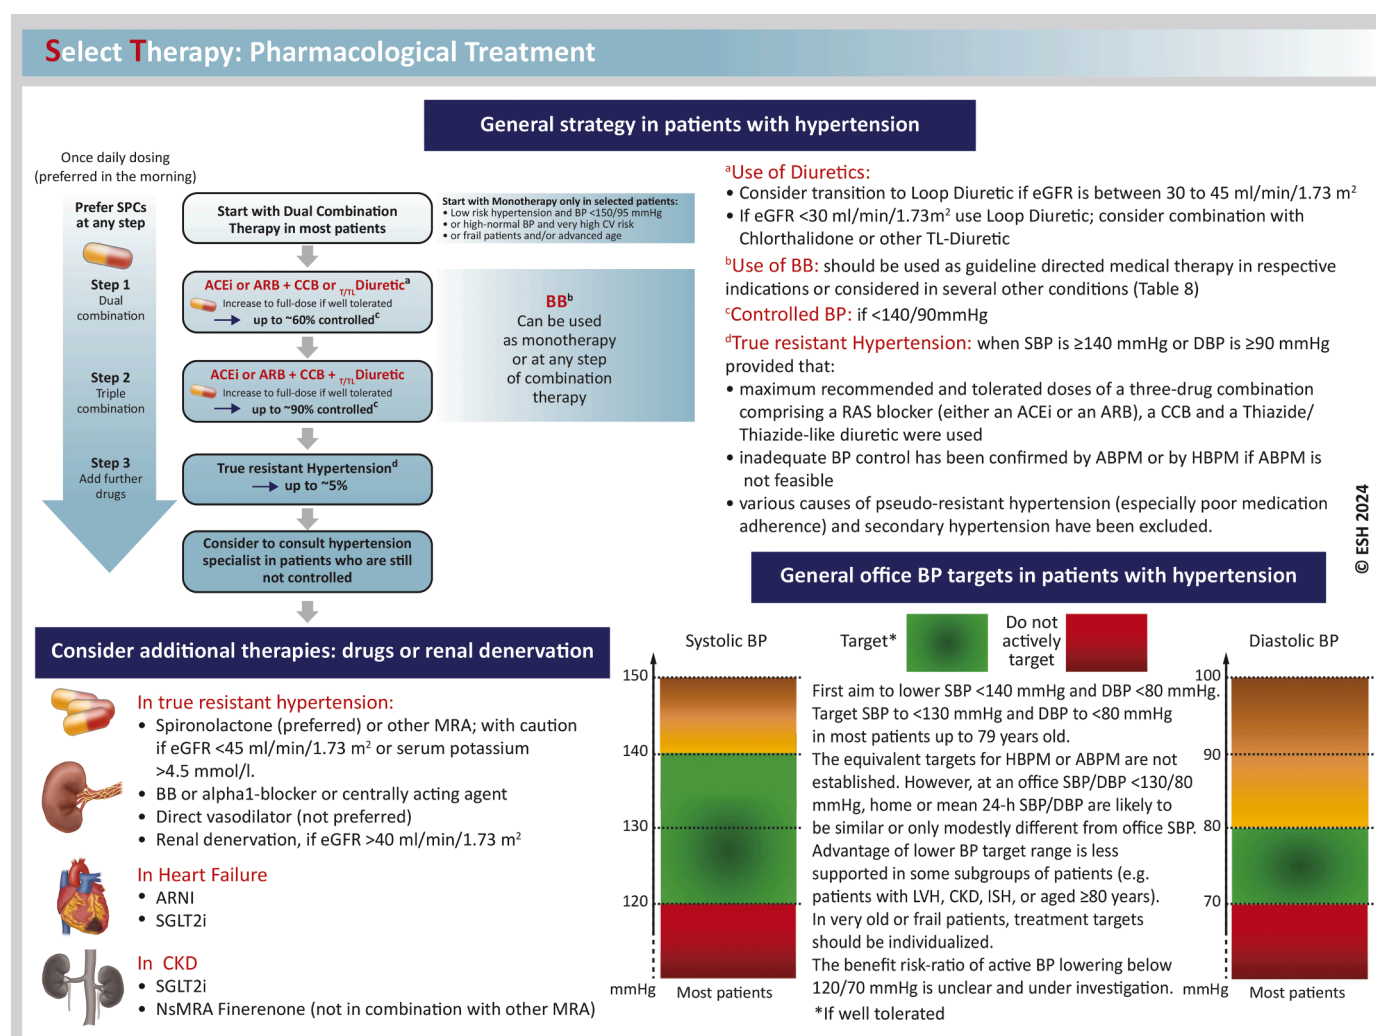 Select Therapy: Pharmacological Treatment
General strategy in patients with hypertension
Once daily dosing
(preferred in the morning)
Prefer SPCs
at any step
Step 1
Dual
combination
Step 2
Triple
combination
Step 3
Add further
drugs
Start with Dual Combination
Therapy in most patients
Start with Monotherapy only in selected patients:
• Low risk hypertension and BP <150/95 mmHg
• or high-normal BP and very high CV risk
• or frail patients and/or advanced age
ACEi or ARB + CCB or T/TLDiuretica
Increase to full-dose if well tolerated
up to ~60% controlledc
ACEi or ARB + CCB + T/TLDiuretic
Increase to full-dose if well tolerated
up to ~90% controlledc
BBb
Can be used
as monotherapy
or at any step
of combination
therapy
True resistant Hypertensiond
up to ~5%
Consider to consult hypertension
specialist in patients who are still
not controlled
aUse of Diuretics:
• Consider transition to Loop Diuretic if eGFR is between 30 to 45 ml/min/1.73 m2
• If eGFR <30 ml/min/1.73m2 use Loop Diuretic; consider combination with
Chlorthalidone or other TL-Diuretic
bUse of BB: should be used as guideline directed medical therapy in respective
indications or considered in several other conditions (Table 8)
cControlled BP: if <140/90mmHg
dTrue resistant Hypertension: when SBP is ≥140 mmHg or DBP is ≥90 mmHg
provided that:
• maximum recommended and tolerated doses of a three-drug combination
comprising a RAS blocker (either an ACEi or an ARB), a CCB and a Thiazide/
Thiazide-like diuretic were used
• inadequate BP control has been confirmed by ABPM or by HBPM if ABPM is
not feasible
• various causes of pseudo-resistant hypertension (especially poor medication
adherence) and secondary hypertension have been excluded.
© ESH 2024
Consider additional therapies: drugs or renal denervation
In true resistant hypertension:
• Spironolactone (preferred) or other MRA; with caution
if eGFR <45 ml/min/1.73 m2 or serum potassium
>4.5 mmol/l.
• BB or alpha1-blocker or centrally acting agent
• Direct vasodilator (not preferred)
• Renal denervation, if eGFR >40 ml/min/1.73 m2
In Heart Failure
• ARNI
• SGLT2i
In CKD
• SGLT2i
• NsMRA Finerenone (not in combination with other MRA)
General office BP targets in patients with hypertension
Systolic BP
150
140
130
120
mmHg
Most patients
Target*
Do not
actively
target
First aim to lower SBP <140 mmHg and DBP <80 mmHg.
Target SBP to <130 mmHg and DBP to <80 mmHg
in most patients up to 79 years old.
The equivalent targets for HBPM or ABPM are not
established. However, at an office SBP/DBP <130/80
mmHg, home or mean 24-h SBP/DBP are likely to
be similar or only modestly different from office SBP.
Advantage of lower BP target range is less
supported in some subgroups of patients (e.g.
patients with LVH, CKD, ISH, or aged ≥80 years).
In very old or frail patients, treatment targets
should be individualized.
The benefit risk-ratio of active BP lowering below
120/70 mmHg is unclear and under investigation.
*If well tolerated
Diastolic BP
100
90
80
70
mmHg
Most patients